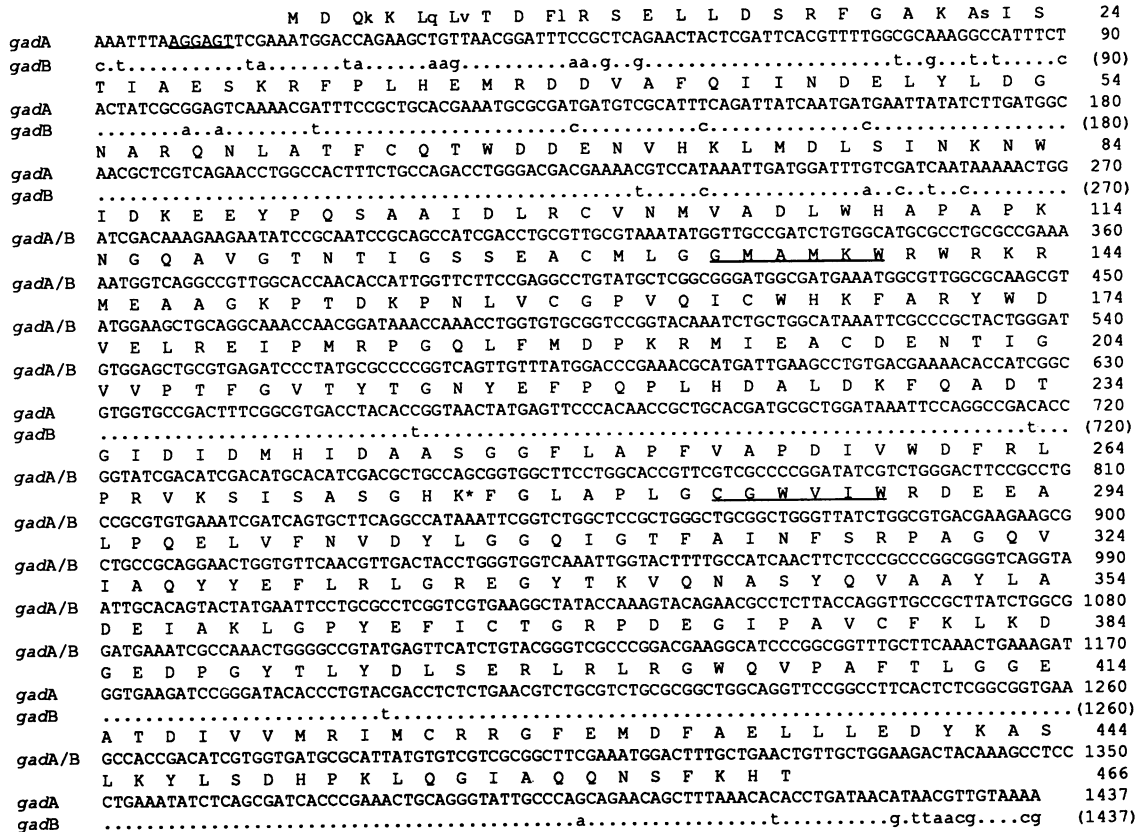 M D Qk K Lq Lv T D Fl R S E L L D S R F G A K As I S 24
gadA AAATTTAAGGAGTTCGAAATGGACCAGAAGCTGTTAACGGATTTCCGCTCAGAACTACTCGATTCACGTTTTGGCGCAAAGGCCATTTCT 90
gadB c.t...........ta.......ta......aag..........aa.g..g.......................t..g...t.t.....c (90)
T I A E S K R F P L H E M R D D V A F Q I I N D E L Y L D G 54
gadA ACTATCGCGGAGTCAAAACGATTTCCGCTGCACGAAATGCGCGATGATGTCGCATTTCAGATTATCAATGATGAATTATATCTTGATGGC 180
gadB ........a..a........t.......................c...........c..............c.................. (180)
N A R Q N L A T F C Q T W D D E N V H K L M D L S I N K N W 84
gadA AACGCTCGTCAGAACCTGGCCACTTTCTGCCAGACCTGGGACGACGAAAACGTCCATAAATTGATGGATTTGTCGATCAATAAAAACTGG 270
gadB ..................................................t.....c..............a..c..t..c......... (270)
I D K E E Y P Q S A A I D L R C V N M V A D L W H A P A P K 114
gadA/B ATCGACAAAGAAGAATATCCGCAATCCGCAGCCATCGACCTGCGTTGCGTAAATATGGTTGCCGATCTGTGGCATGCGCCTGCGCCGAAA 360
N G Q A V G T N T I G S S E A C M L G G M A M K W R W R K R 144
gadA/B AATGGTCAGGCCGTTGGCACCAACACCATTGGTTCTTCCGAGGCCTGTATGCTCGGCGGGATGGCGATGAAATGGCGTTGGCGCAAGCGT 450
M E A A G K P T D K P N L V C G P V Q I C W H K F A R Y W D 174
gadA/B ATGGAAGCTGCAGGCAAACCAACGGATAAACCAAACCTGGTGTGCGGTCCGGTACAAATCTGCTGGCATAAATTCGCCCGCTACTGGGAT 540
V E L R E I P M R P G Q L F M D P K R M I E A C D E N T I G 204
gadA/B GTGGAGCTGCGTGAGATCCCTATGCGCCCCGGTCAGTTGTTTATGGACCCGAAACGCATGATTGAAGCCTGTGACGAAAACACCATCGGC 630
V V P T F G V T Y T G N Y E F P Q P L H D A L D K F Q A D T 234
gadA GTGGTGCCGACTTTCGGCGTGACCTACACCGGTAACTATGAGTTCCCACAACCGCTGCACGATGCGCTGGATAAATTCCAGGCCGACACC 720
gadB .............................t........................................................t... (720)
G I D I D M H I D A A S G G F L A P F V A P D I V W D F R L 264
gadA/B GGTATCGACATCGACATGCACATCGACGCTGCCAGCGGTGGCTTCCTGGCACCGTTCGTCGCCCCGGATATCGTCTGGGACTTCCGCCTG 810
P R V K S I S A S G H K* F G L A P L G C G W V I W R D E E A 294
gadA/B CCGCGTGTGAAATCGATCAGTGCTTCAGGCCATAAATTCGGTCTGGCTCCGCTGGGCTGCGGCTGGGTTATCTGGCGTGACGAAGAAGCG 900
L P Q E L V F N V D Y L G G Q I G T F A I N F S R P A G Q V 324
gadA/B CTGCCGCAGGAACTGGTGTTCAACGTTGACTACCTGGGTGGTCAAATTGGTACTTTTGCCATCAACTTCTCCCGCCCGGCGGGTCAGGTA 990
I A Q Y Y E F L R L G R E G Y T K V Q N A S Y Q V A A Y L A 354
gadA/B ATTGCACAGTACTATGAATTCCTGCGCCTCGGTCGTGAAGGCTATACCAAAGTACAGAACGCCTCTTACCAGGTTGCCGCTTATCTGGCG 1080
D E I A K L G P Y E F I C T G R P D E G I P A V C F K L K D 384
gadA/B GATGAAATCGCCAAACTGGGGCCGTATGAGTTCATCTGTACGGGTCGCCCGGACGAAGGCATCCCGGCGGTTTGCTTCAAACTGAAAGAT 1170
G E D P G Y T L Y D L S E R L R L R G W Q V P A F T L G G E 414
gadA GGTGAAGATCCGGGATACACCCTGTACGACCTCTCTGAACGTCTGCGTCTGCGCGGCTGGCAGGTTCCGGCCTTCACTCTCGGCGGTGAA 1260
gadB ..........................t............................................................... (1260)
A T D I V V M R I M C R R G F E M D F A E L L L E D Y K A S 444
gadA/B GCCACCGACATCGTGGTGATGCGCATTATGTGTCGTCGCGGCTTCGAAATGGACTTTGCTGAACTGTTGCTGGAAGACTACAAAGCCTCC 1350
L K Y L S D H P K L Q G I A Q Q N S F K H T 466
gadA CTGAAATATCTCAGCGATCACCCGAAACTGCAGGGTATTGCCCAGCAGAACAGCTTTAAACACACCTGATAACATAACGTTGTAAAA 1437
gadB ............................................a.................t............g.ttaacg....cg (1437)